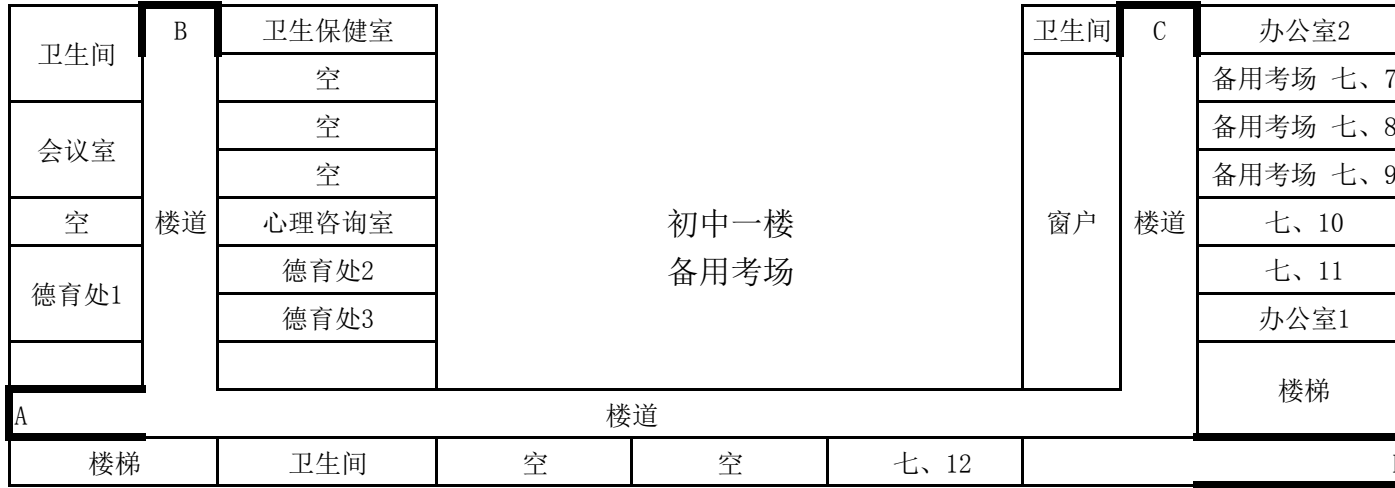 卫生间
B
卫生保健室
卫生间
C
办公室2
空
备用考场 七、7
会议室
空
备用考场 七、8
空
备用考场 七、9
空
楼道
心理咨询室
初中一楼
备用考场
窗户
楼道
七、10
德育处1
德育处2
七、11
德育处3
办公室1
楼梯
A
楼道
楼梯
卫生间
空
空
七、12